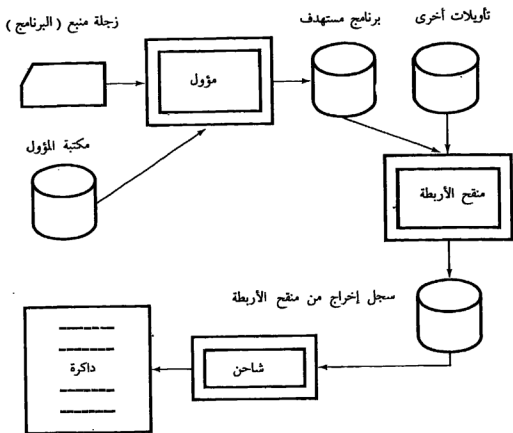 زجلة منبع ( البرنامج )
برنامج مستهدف
تأويلات أخرى
مؤول
مكتبة المؤول
منقح الأربطة
سجل إخراج من منقح الأربطة
شاحن
داكرة